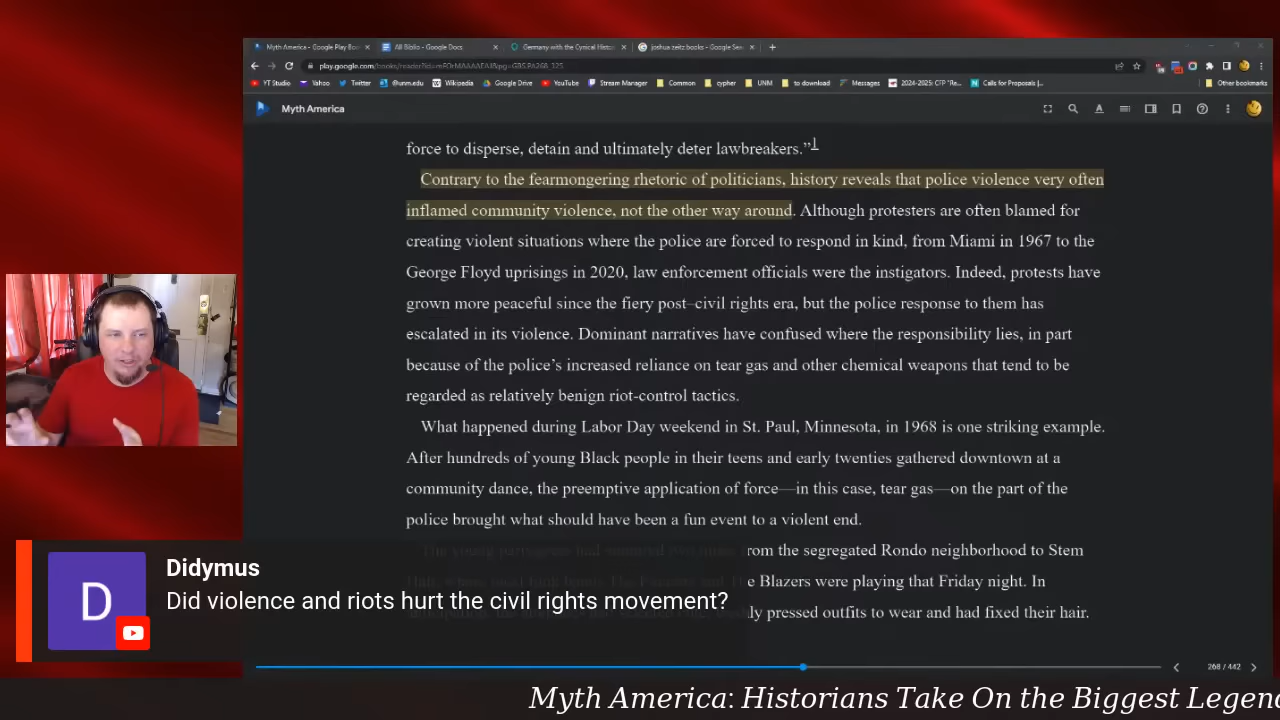 Myth America - Google Play Boo
All Biblio - Google Docs
Germany with the Cynical Histo
joshua zeitz books - Google Sea
YT Studio
Yahoo
Twitter
@unm.edu
Wikipedia
Google Drive
YouTube
Stream Manager
Common
cypher
UNM
to download
Messages
2024-2025: CFP "Re...
Calls for Proposals |...
Other bookmarks
Myth America
force to disperse, detain and ultimately deter lawbreakers.”1
Contrary to the fearmongering rhetoric of politicians, history reveals that police violence very often
inflamed community violence, not the other way around. Although protesters are often blamed for
creating violent situations where the police are forced to respond in kind, from Miami in 1967 to the
George Floyd uprisings in 2020, law enforcement officials were the instigators. Indeed, protests have
grown more peaceful since the fiery post–civil rights era, but the police response to them has
escalated in its violence. Dominant narratives have confused where the responsibility lies, in part
because of the police’s increased reliance on tear gas and other chemical weapons that tend to be
regarded as relatively benign riot-control tactics.
What happened during Labor Day weekend in St. Paul, Minnesota, in 1968 is one striking example.
After hundreds of young Black people in their teens and early twenties gathered downtown at a
community dance, the preemptive application of force—in this case, tear gas—on the part of the
police brought what should have been a fun event to a violent end.
from the segregated Rondo neighborhood to Stem
Blazers were playing that Friday night. In
pressed outfits to wear and had fixed their hair.
D
Didymus
Did violence and riots hurt the civil rights movement?
268 / 442
Myth America: Historians Take On the Biggest Legen